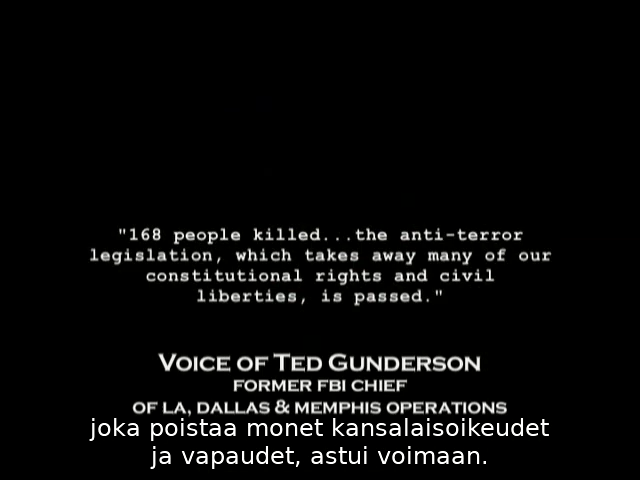 "168 people killed...the anti-terror
legislation, which takes away many of our
constitutional rights and civil
liberties, is passed."
VOICE OF TED GUNDERSON
FORMER FBI CHIEF
OF LA, DALLAS & MEMPHIS OPERATIONS
joka poistaa monet kansalaisoikeudet
ja vapaudet, astui voimaan.